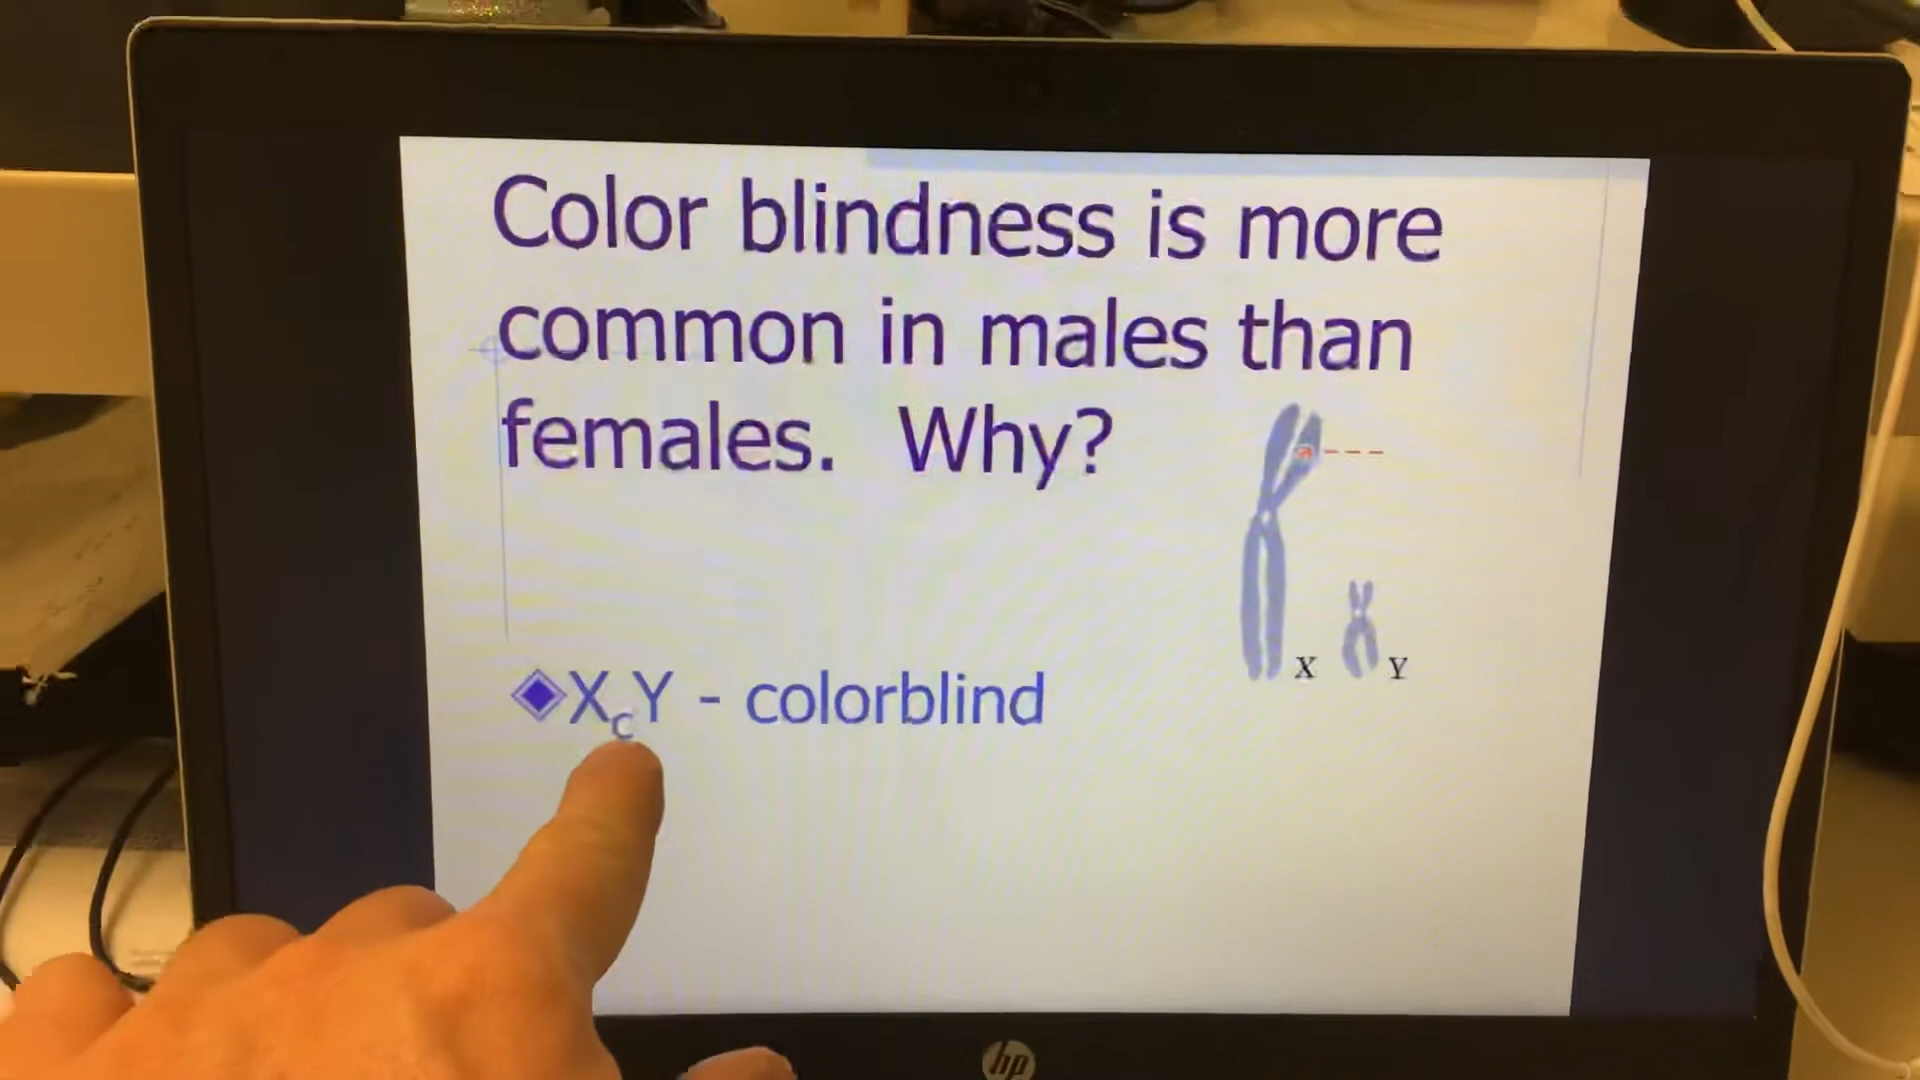 Color blindness is more
common in males than
females. Why?
X Y
XcY - colorblind
hp